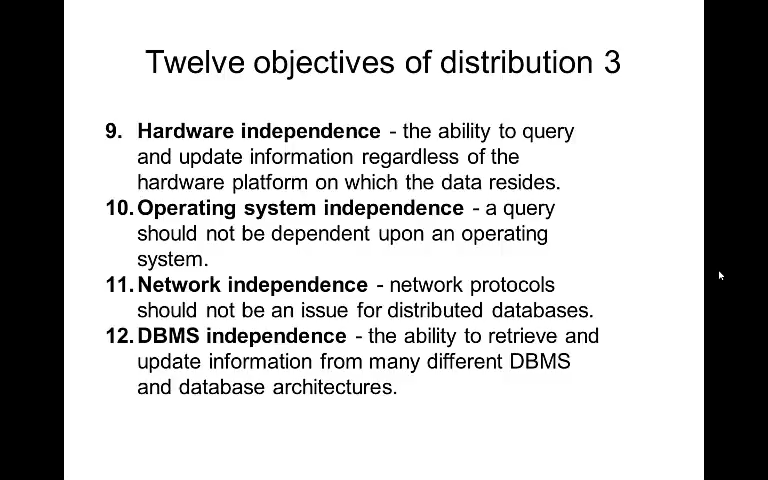 Twelve objectives of distribution 3
9. Hardware independence - the ability to query
and update information regardless of the
hardware platform on which the data resides.
10. Operating system independence - a query
should not be dependent upon an operating
system.
11. Network independence - network protocols
should not be an issue for distributed databases.
12. DBMS independence - the ability to retrieve and
update information from many different DBMS
and database architectures.